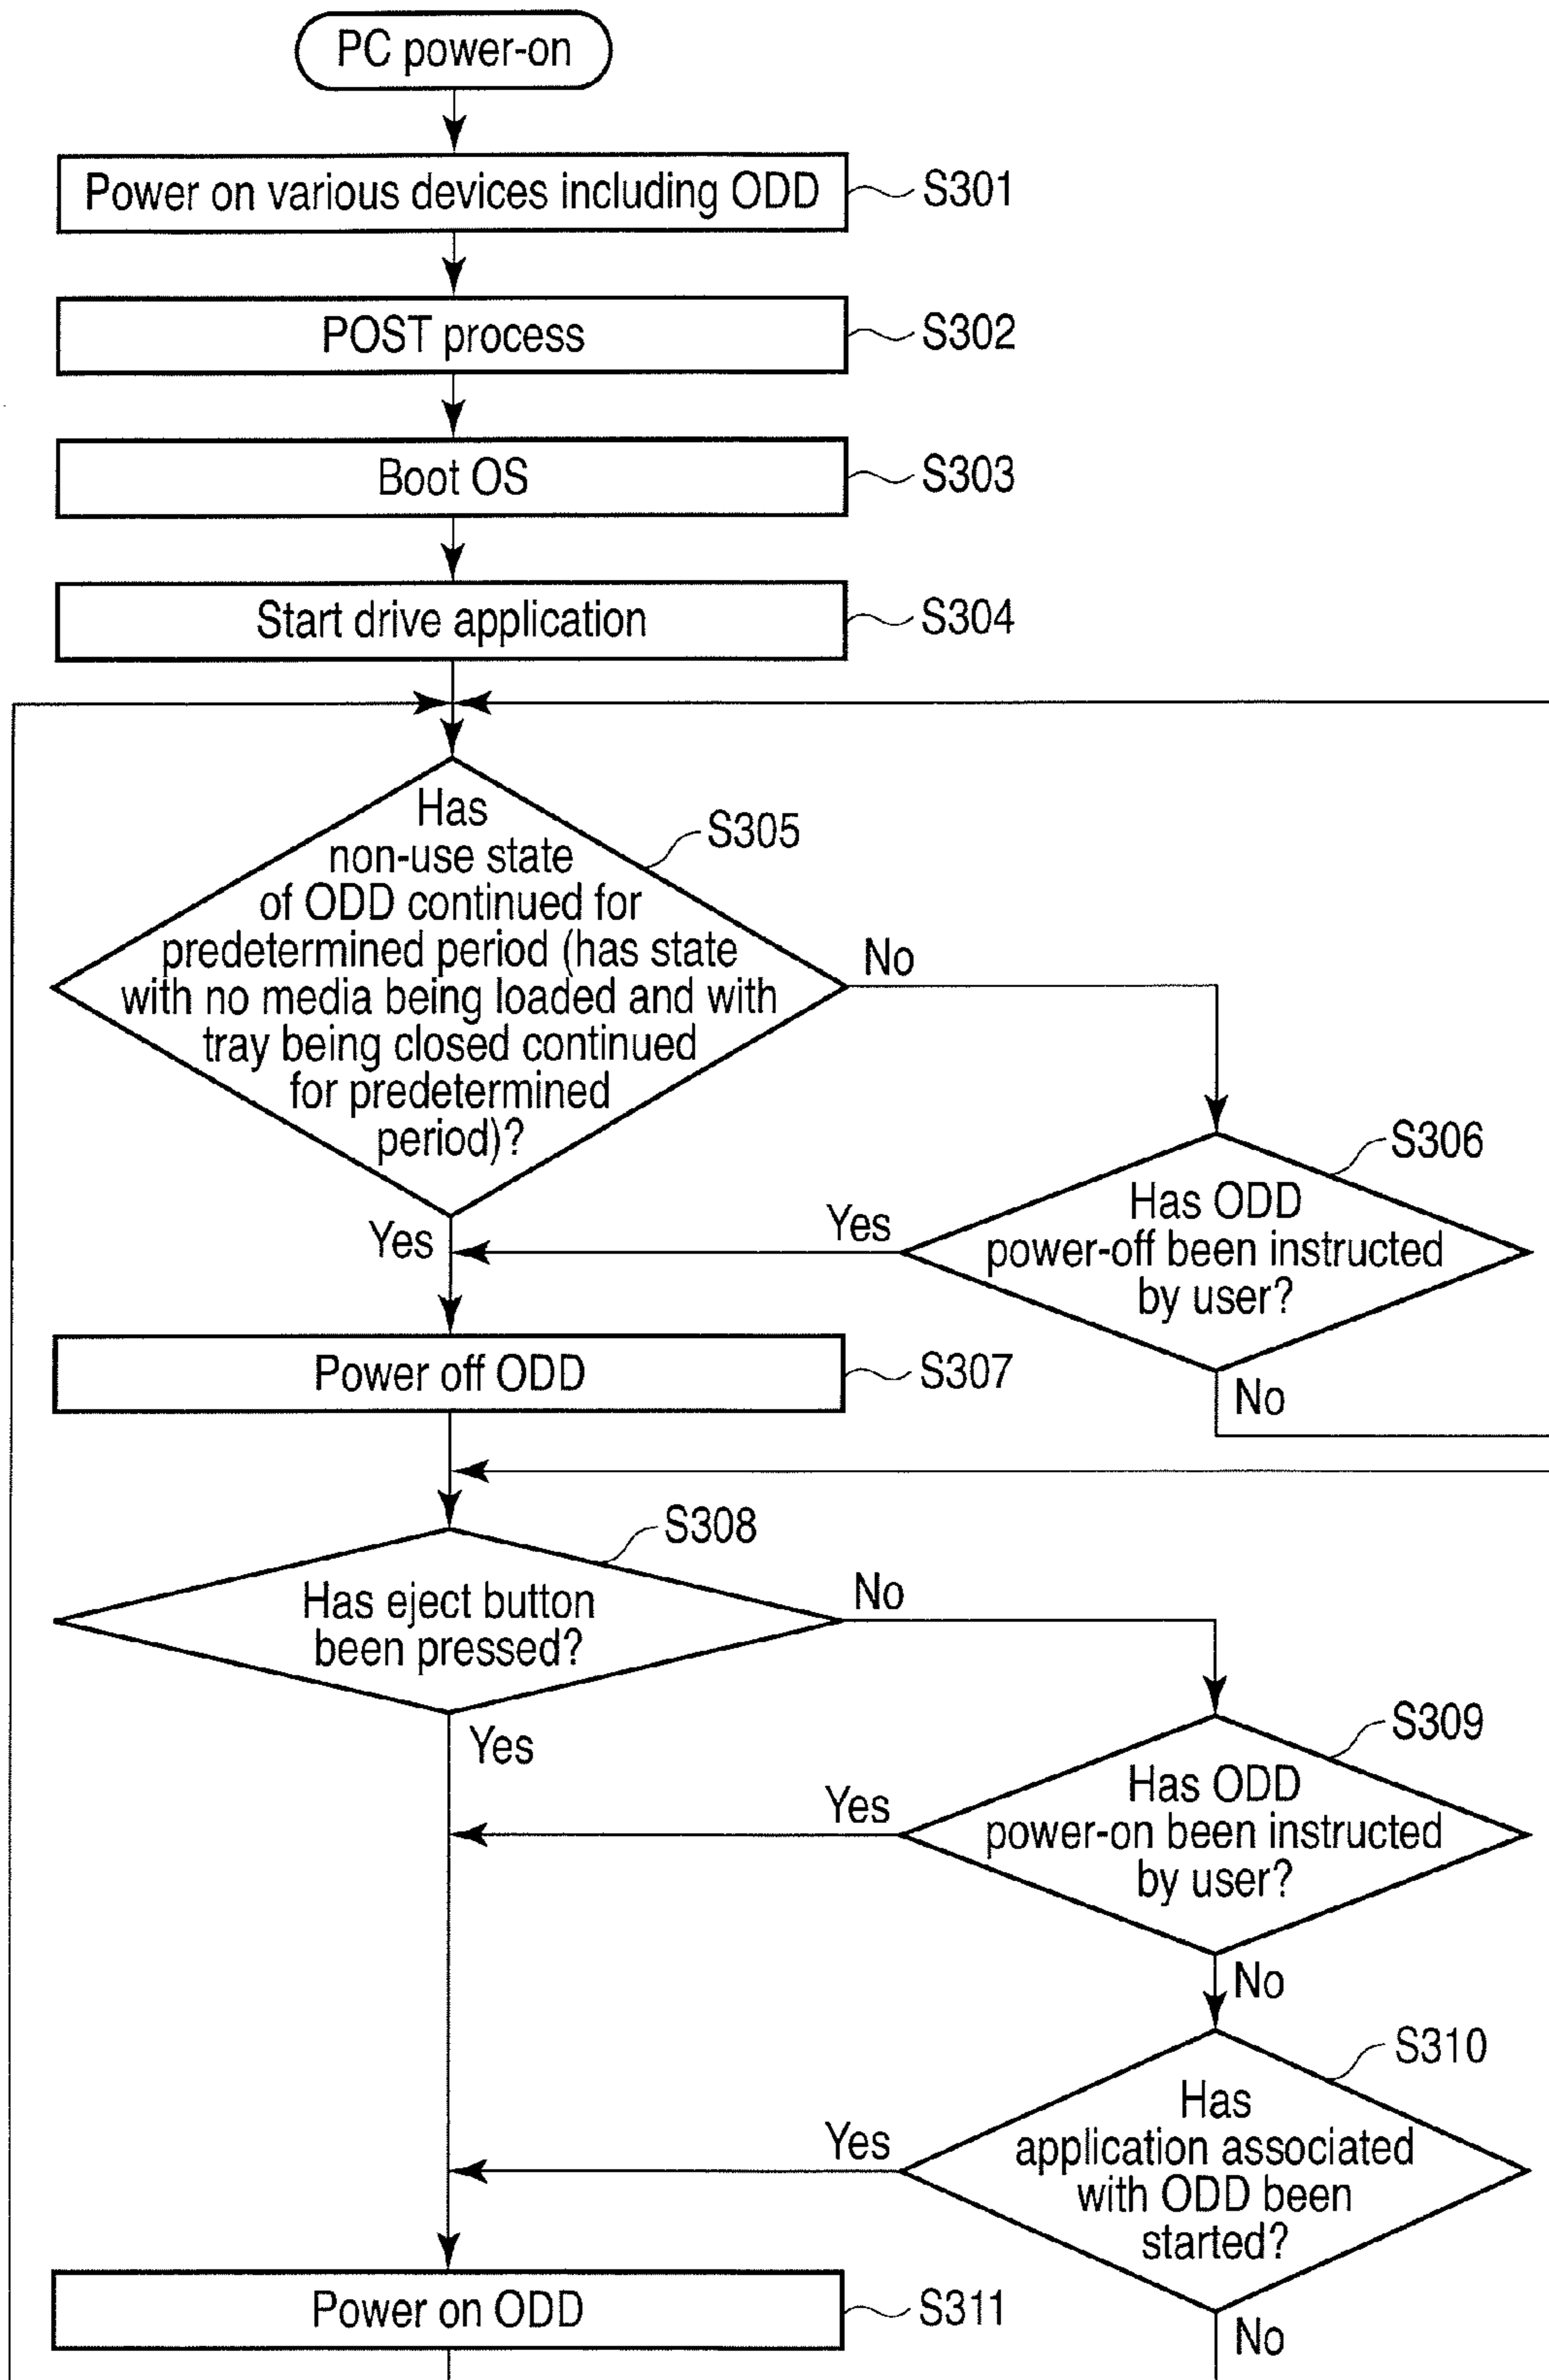 PC power-on
Power on various devices including ODD
S301
POST process
S302
Boot OS
S303
Start drive application
S304
Has
non-use state
of ODD continued for
predetermined period (has state
with no media being loaded and with
tray being closed continued
for predetermined
period)?
S305
No
Yes
S306
Has ODD
power-off been instructed
by user?
Yes
No
Power off ODD
S307
S308
Has eject button
been pressed?
No
Yes
S309
Has ODD
power-on been instructed
by user?
Yes
No
S310
Has
application associated
with ODD been
started?
Yes
No
Power on ODD
S311